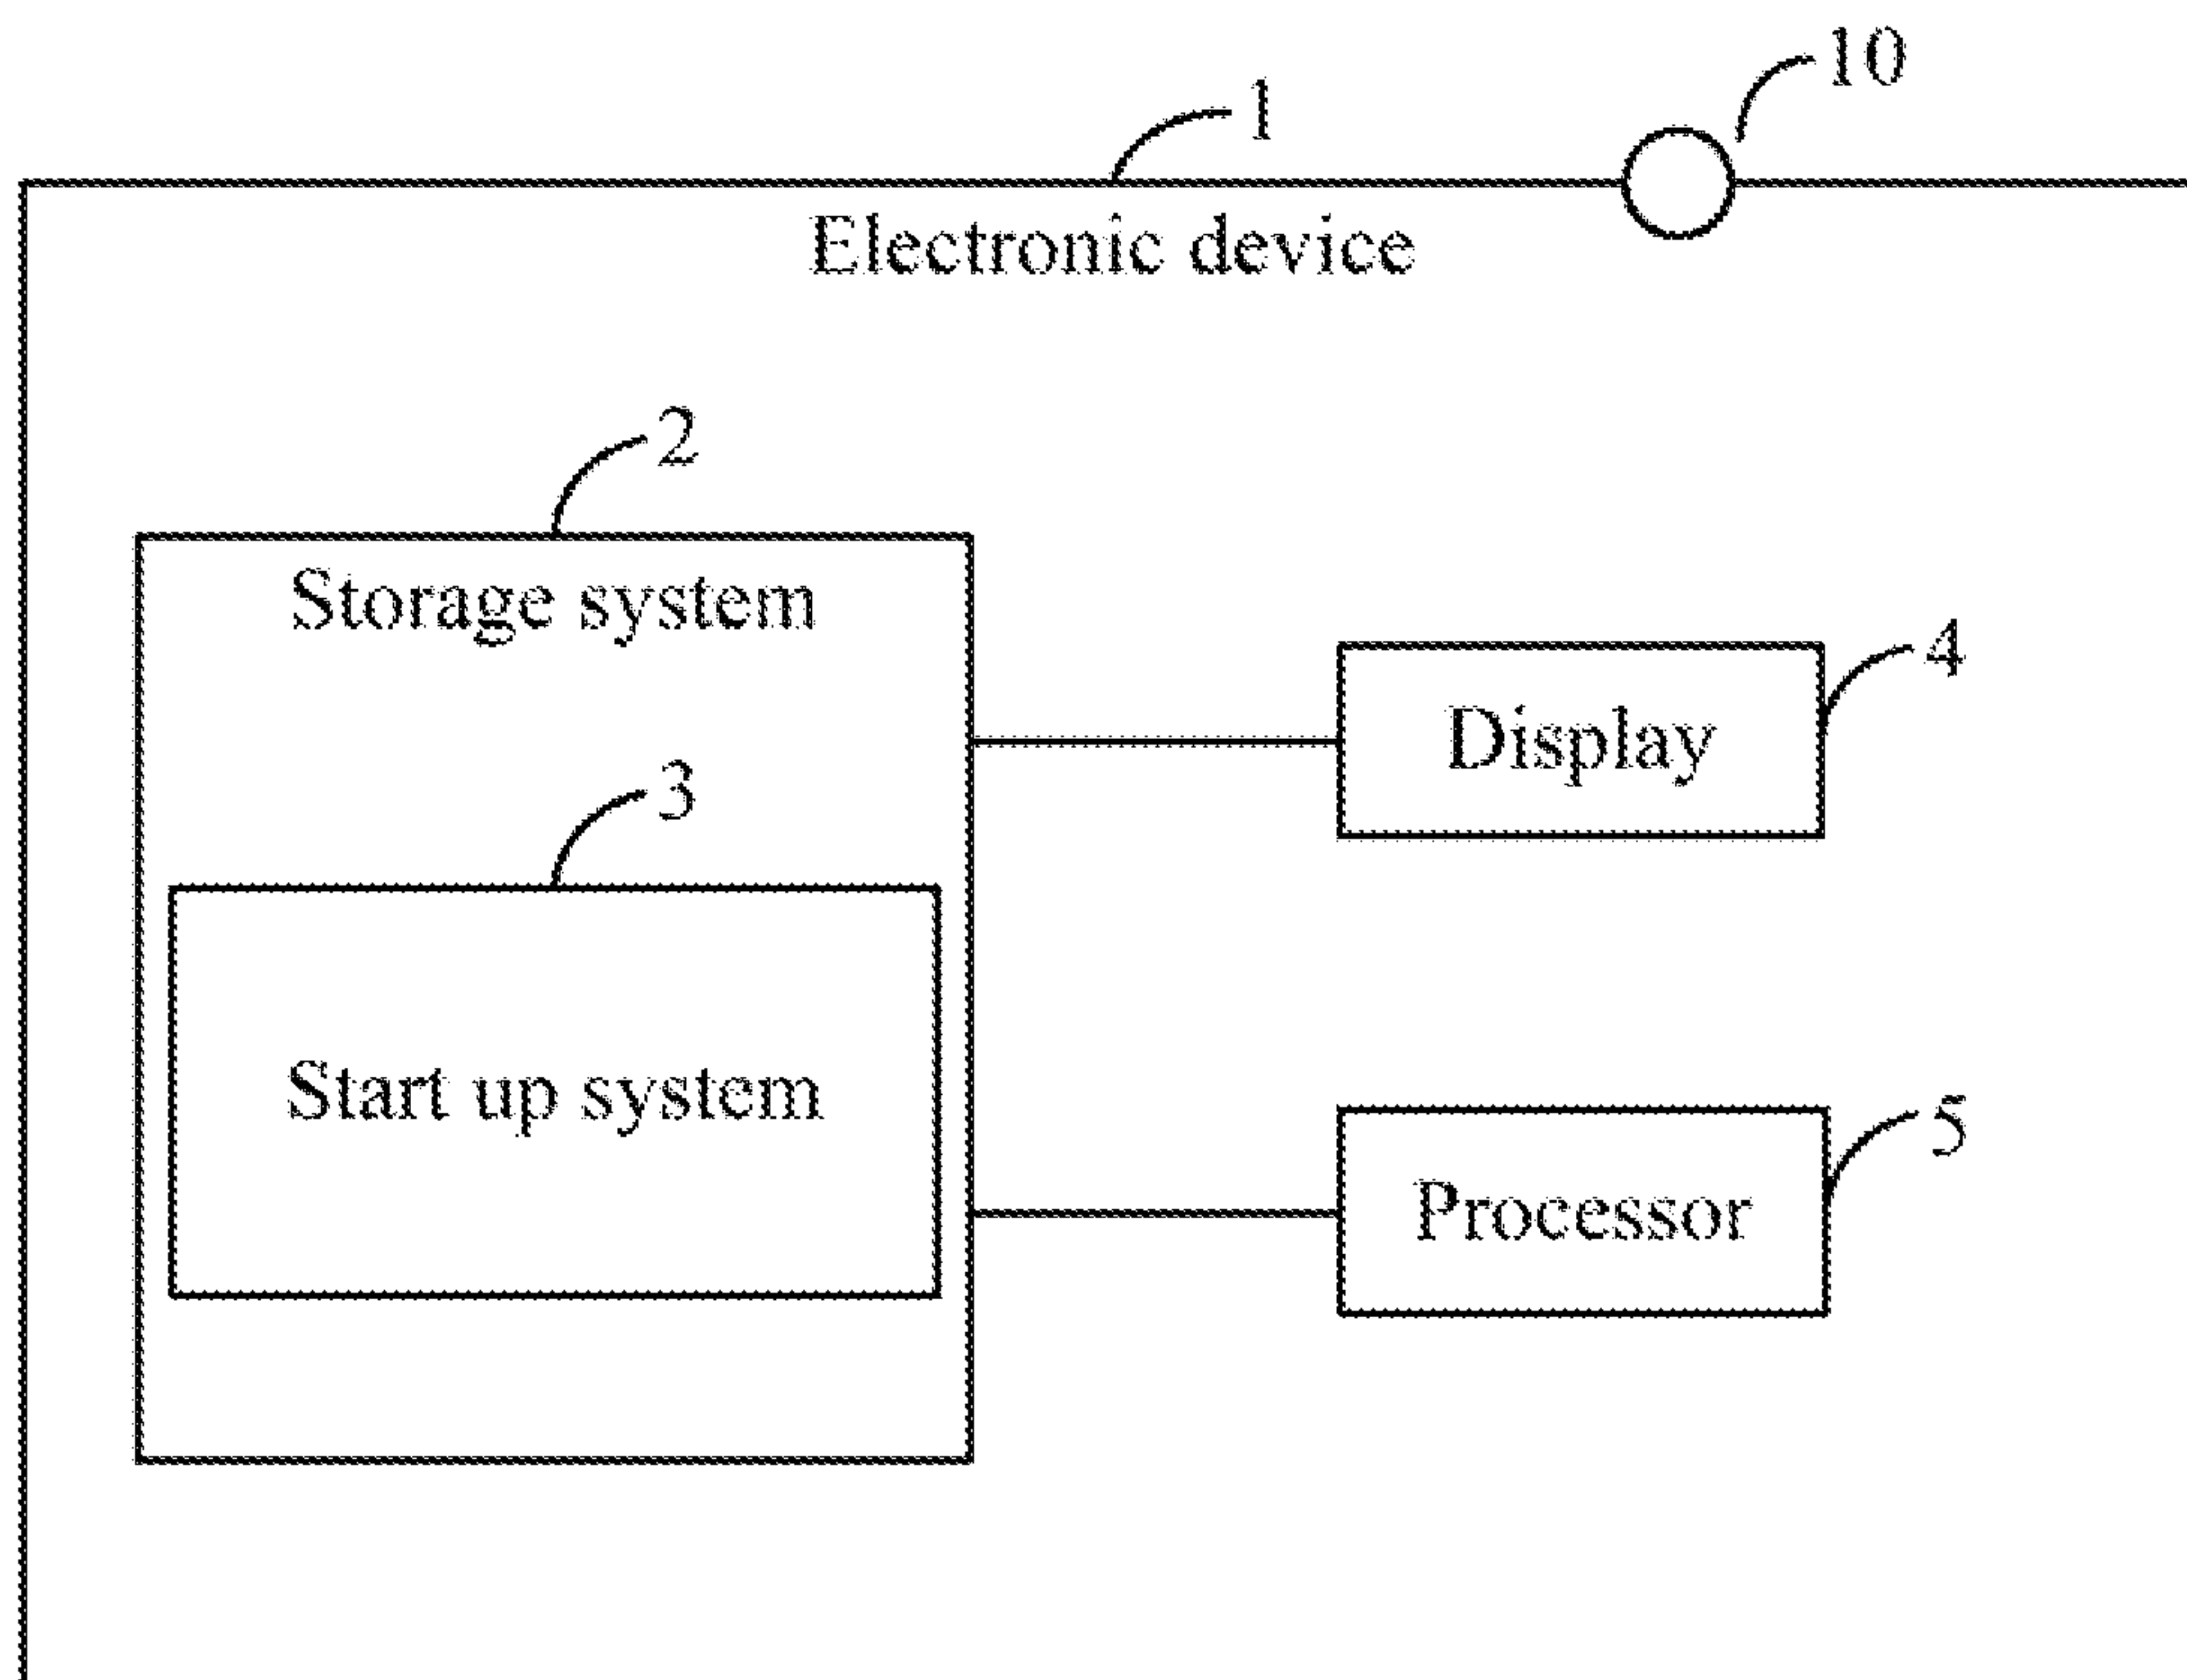 10
1
Electronic device
2
Storage system
4
Display
3
Start up system
5
Processor